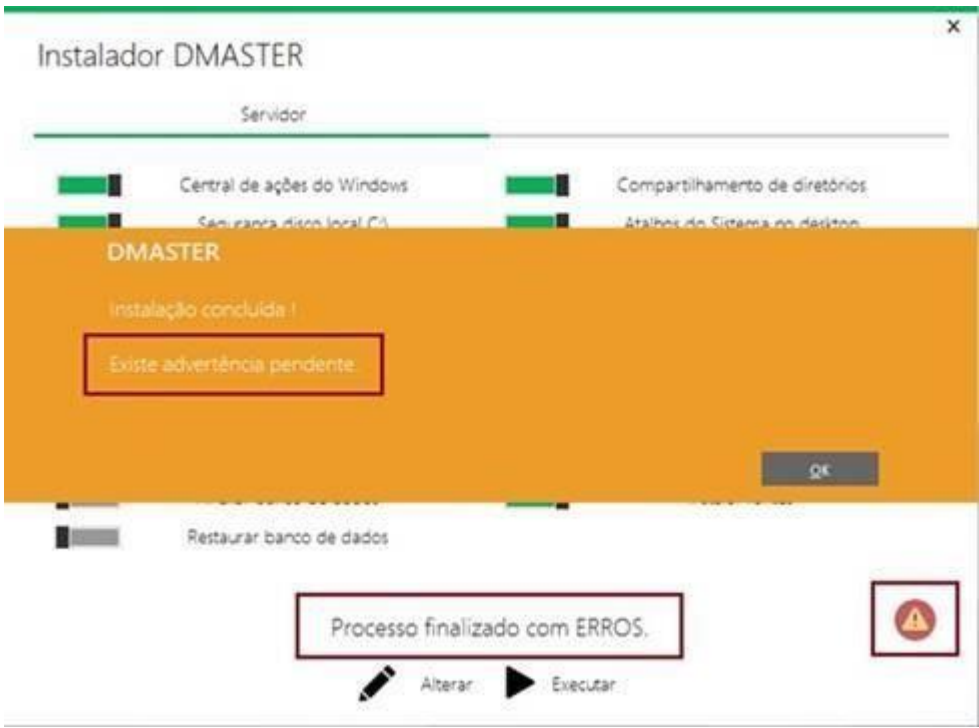 Instalador DMASTER
Servidor
Central de ações do Windows
Compartilhamento de diretórios
Segurança disco local C:\
Atalhos do Sistema no desktop
DMASTER
Instalação concluída !
Existe advertência pendente.
OK
Restaurar banco de dados
Processo finalizado com ERROS.
Alterar
Executar